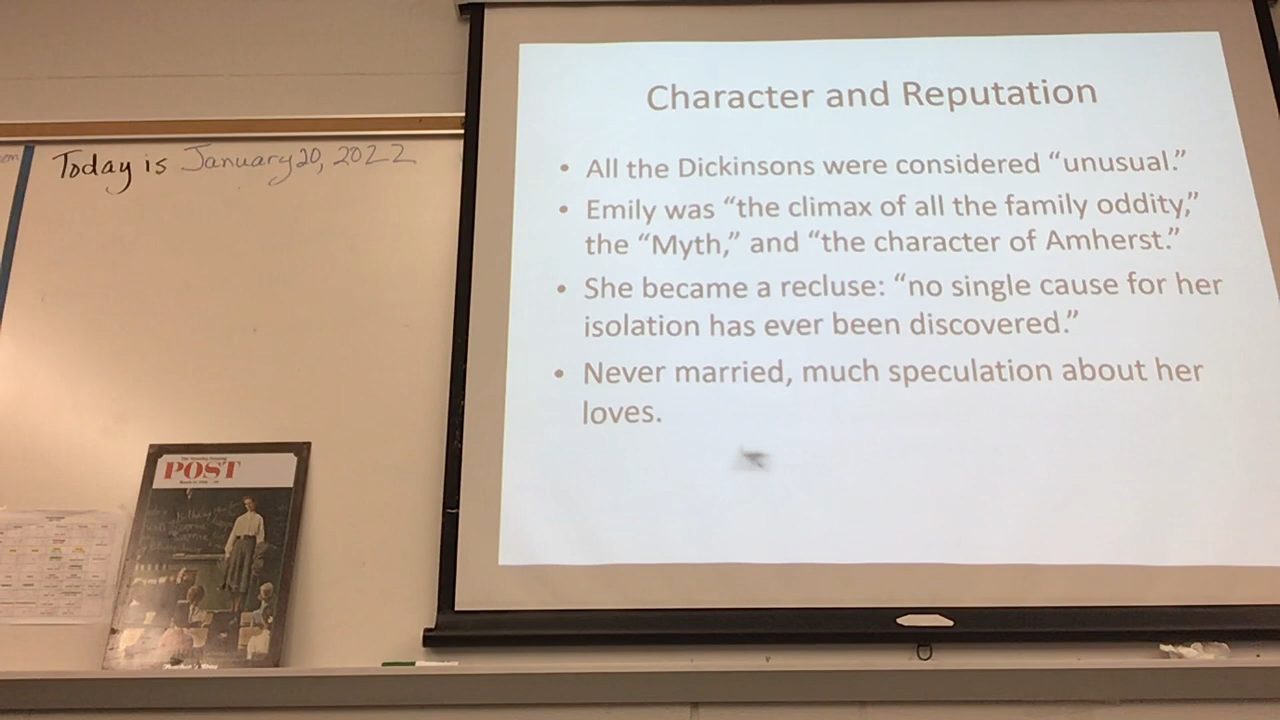 Today is January 20, 2022
Character and Reputation
• All the Dickinsons were considered “unusual.”
• Emily was “the climax of all the family oddity,”
the “Myth,” and “the character of Amherst.”
• She became a recluse: “no single cause for her
isolation has ever been discovered.”
• Never married, much speculation about her
loves.
POST